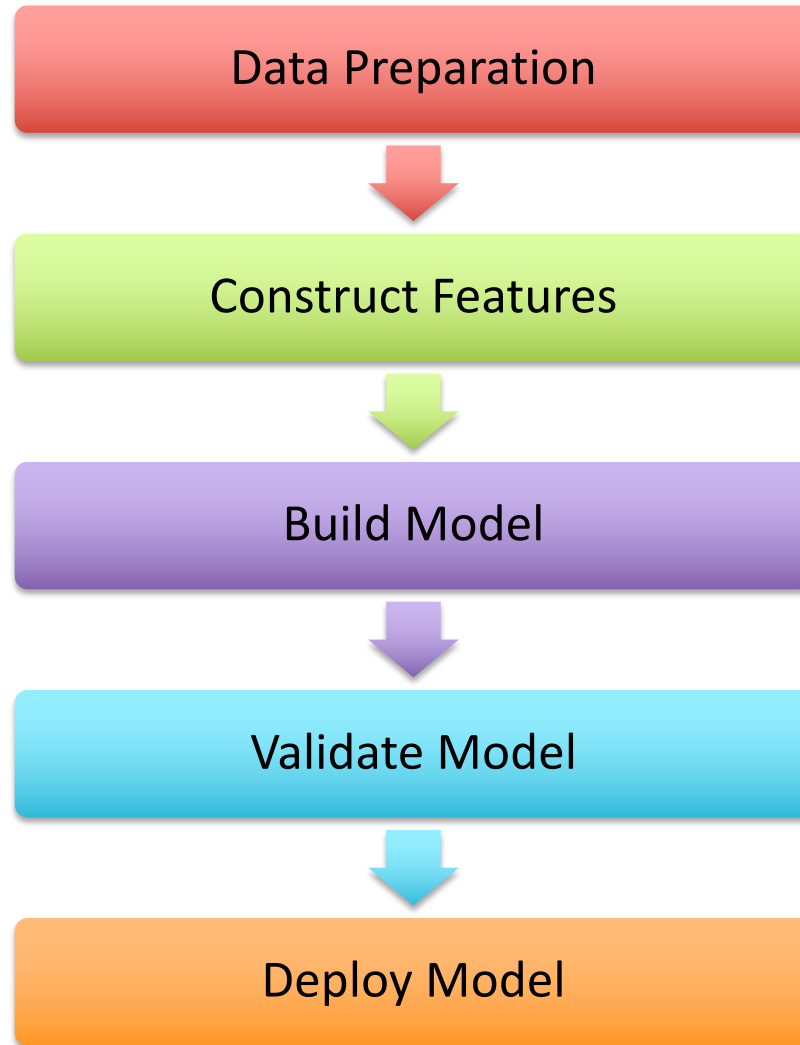 Data Preparation
Construct Features
Build Model
Validate Model
Deploy Model